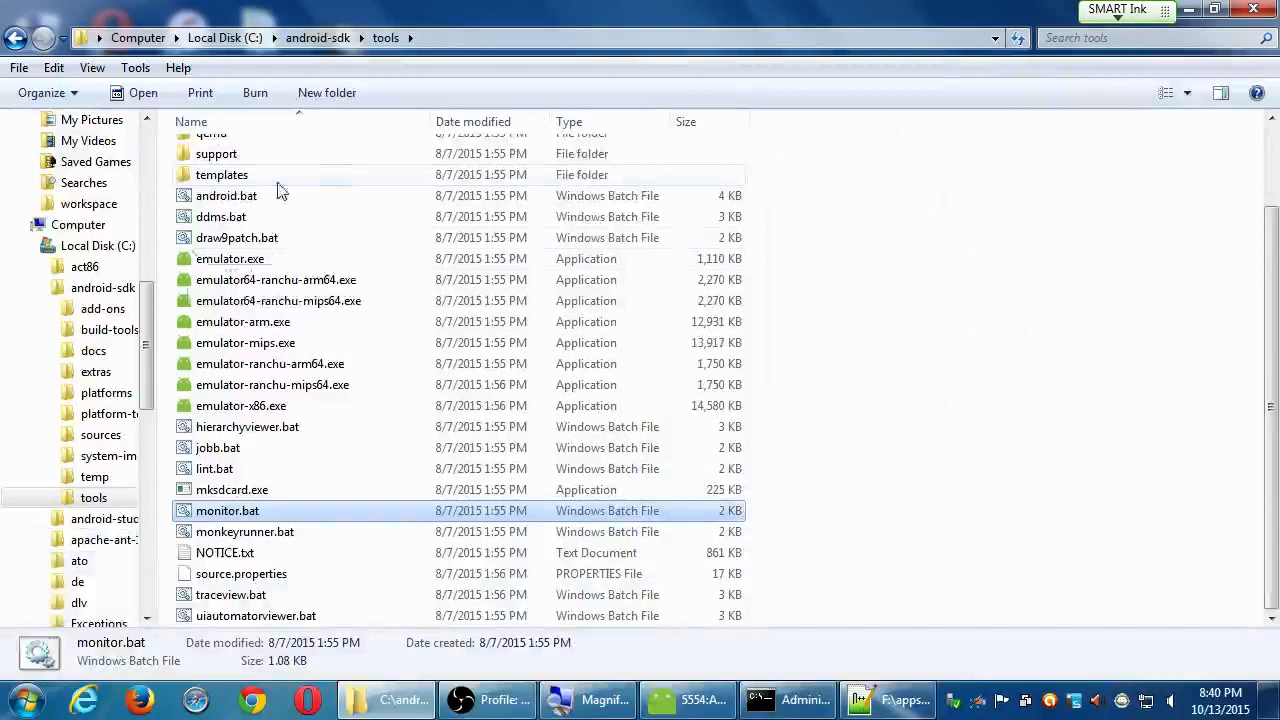 SMART Ink
Computer Local Disk (C:) android-sdk tools
Search tools
File Edit View Tools Help
Organize Open Print Burn New folder
Name Date modified Type Size
My Pictures
My Videos
Saved Games
Searches
workspace
Computer
Local Disk (C:)
act86
android-sdk
add-ons
build-tools
docs
extras
platforms
platform-t
sources
system-im
temp
tools
android-stuc
apache-ant-
ato
de
dlv
Exceptions
qemu 8/7/2015 1:55 PM File folder
support 8/7/2015 1:55 PM File folder
templates 8/7/2015 1:55 PM File folder
android.bat 8/7/2015 1:55 PM Windows Batch File 4 KB
ddms.bat 8/7/2015 1:55 PM Windows Batch File 3 KB
draw9patch.bat 8/7/2015 1:55 PM Windows Batch File 2 KB
emulator.exe 8/7/2015 1:55 PM Application 1,110 KB
emulator64-ranchu-arm64.exe 8/7/2015 1:55 PM Application 2,270 KB
emulator64-ranchu-mips64.exe 8/7/2015 1:55 PM Application 2,270 KB
emulator-arm.exe 8/7/2015 1:55 PM Application 12,931 KB
emulator-mips.exe 8/7/2015 1:55 PM Application 13,917 KB
emulator-ranchu-arm64.exe 8/7/2015 1:55 PM Application 1,750 KB
emulator-ranchu-mips64.exe 8/7/2015 1:56 PM Application 1,750 KB
emulator-x86.exe 8/7/2015 1:56 PM Application 14,580 KB
hierarchyviewer.bat 8/7/2015 1:55 PM Windows Batch File 3 KB
jobb.bat 8/7/2015 1:55 PM Windows Batch File 2 KB
lint.bat 8/7/2015 1:55 PM Windows Batch File 2 KB
mksdcard.exe 8/7/2015 1:55 PM Application 225 KB
monitor.bat 8/7/2015 1:55 PM Windows Batch File 2 KB
monkeyrunner.bat 8/7/2015 1:55 PM Windows Batch File 2 KB
NOTICE.txt 8/7/2015 1:55 PM Text Document 861 KB
source.properties 8/7/2015 1:56 PM PROPERTIES File 17 KB
traceview.bat 8/7/2015 1:56 PM Windows Batch File 3 KB
uiautomatorviewer.bat 8/7/2015 1:55 PM Windows Batch File 3 KB
monitor.bat Date modified: 8/7/2015 1:55 PM Date created: 8/7/2015 1:55 PM
Windows Batch File Size: 1.08 KB
C:\andr... Profile: ... Magnif... 5554:A... Admini... F:\apps...
8:40 PM
10/13/2015